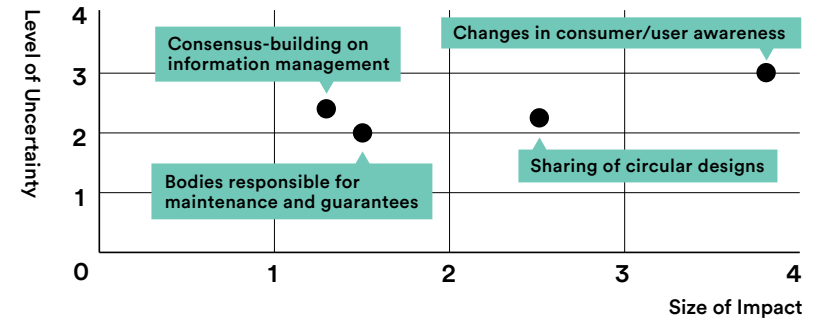 Level of Uncertainty
4
3
2
1
0
Consensus-building on
information management
Changes in consumer/user awareness
Bodies responsible for
maintenance and guarantees
Sharing of circular designs
1
2
3
4
Size of Impact